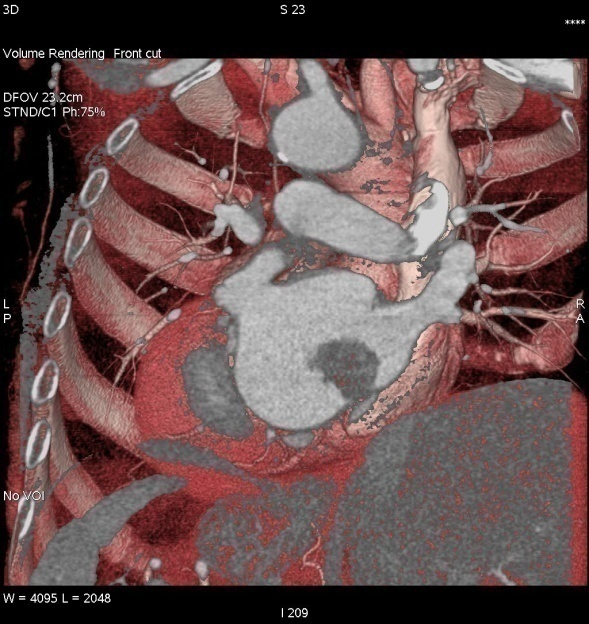 3D
S 23
****
Volume Rendering Front cut
DFOV 23.2cm
STND/C1 Ph:75%
L
P
R
A
No VOI
W = 4095 L = 2048
I 209